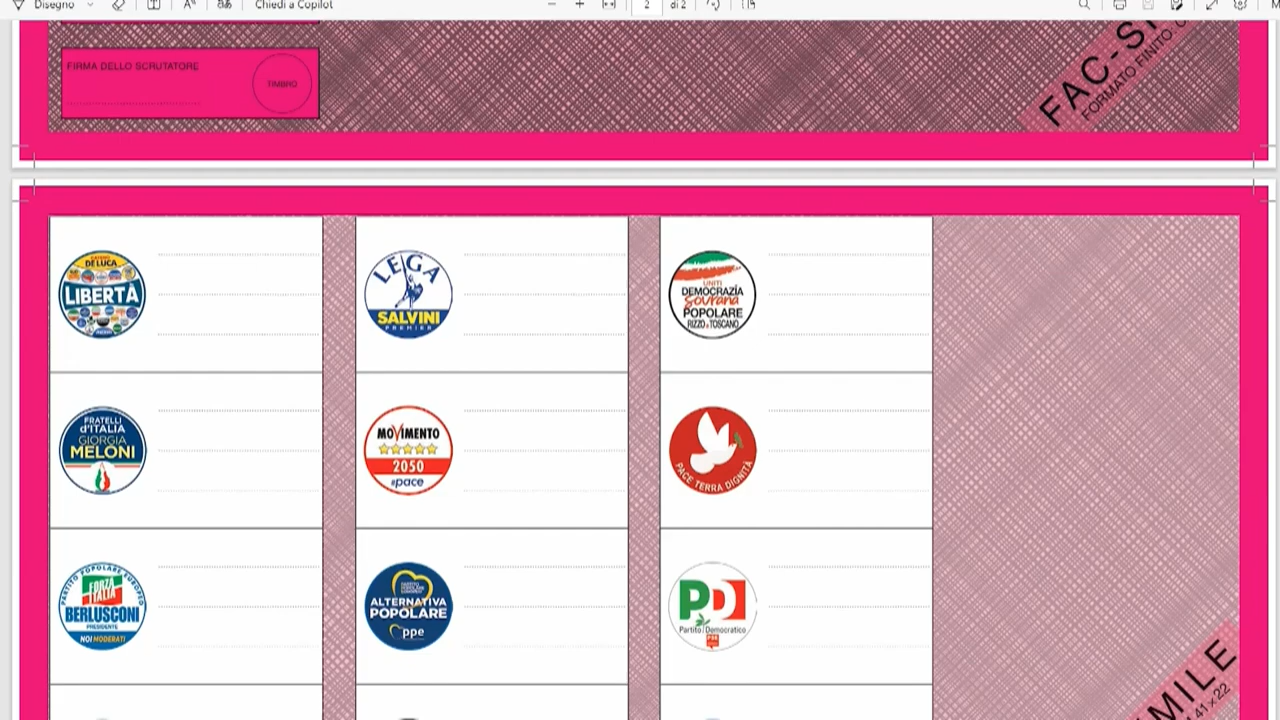 Disegno
Chiedi a Copilot
2
di 2
FIRMA DELLO SCRUTATORE
TIMBRO
FAC-SI
FORMATO FINITO: C
DE LUCA
LIBERTÀ
LEGA
SALVINI
PREMIER
UNITI
DEMOCRAZIA
Sovrana
POPOLARE
RIZZO TOSCANO
FRATELLI
d'ITALIA
GIORGIA
MELONI
MOVIMENTO
2050
#pace
PACE TERRA DIGNITÀ
PARTITO POPOLARE EUROPEO
FORZA
ITALIA
BERLUSCONI
PRESIDENTE
NOI MODERATI
ALTERNATIVA
POPOLARE
ppe
PD
Partito Democratico
MILE
41 x 22